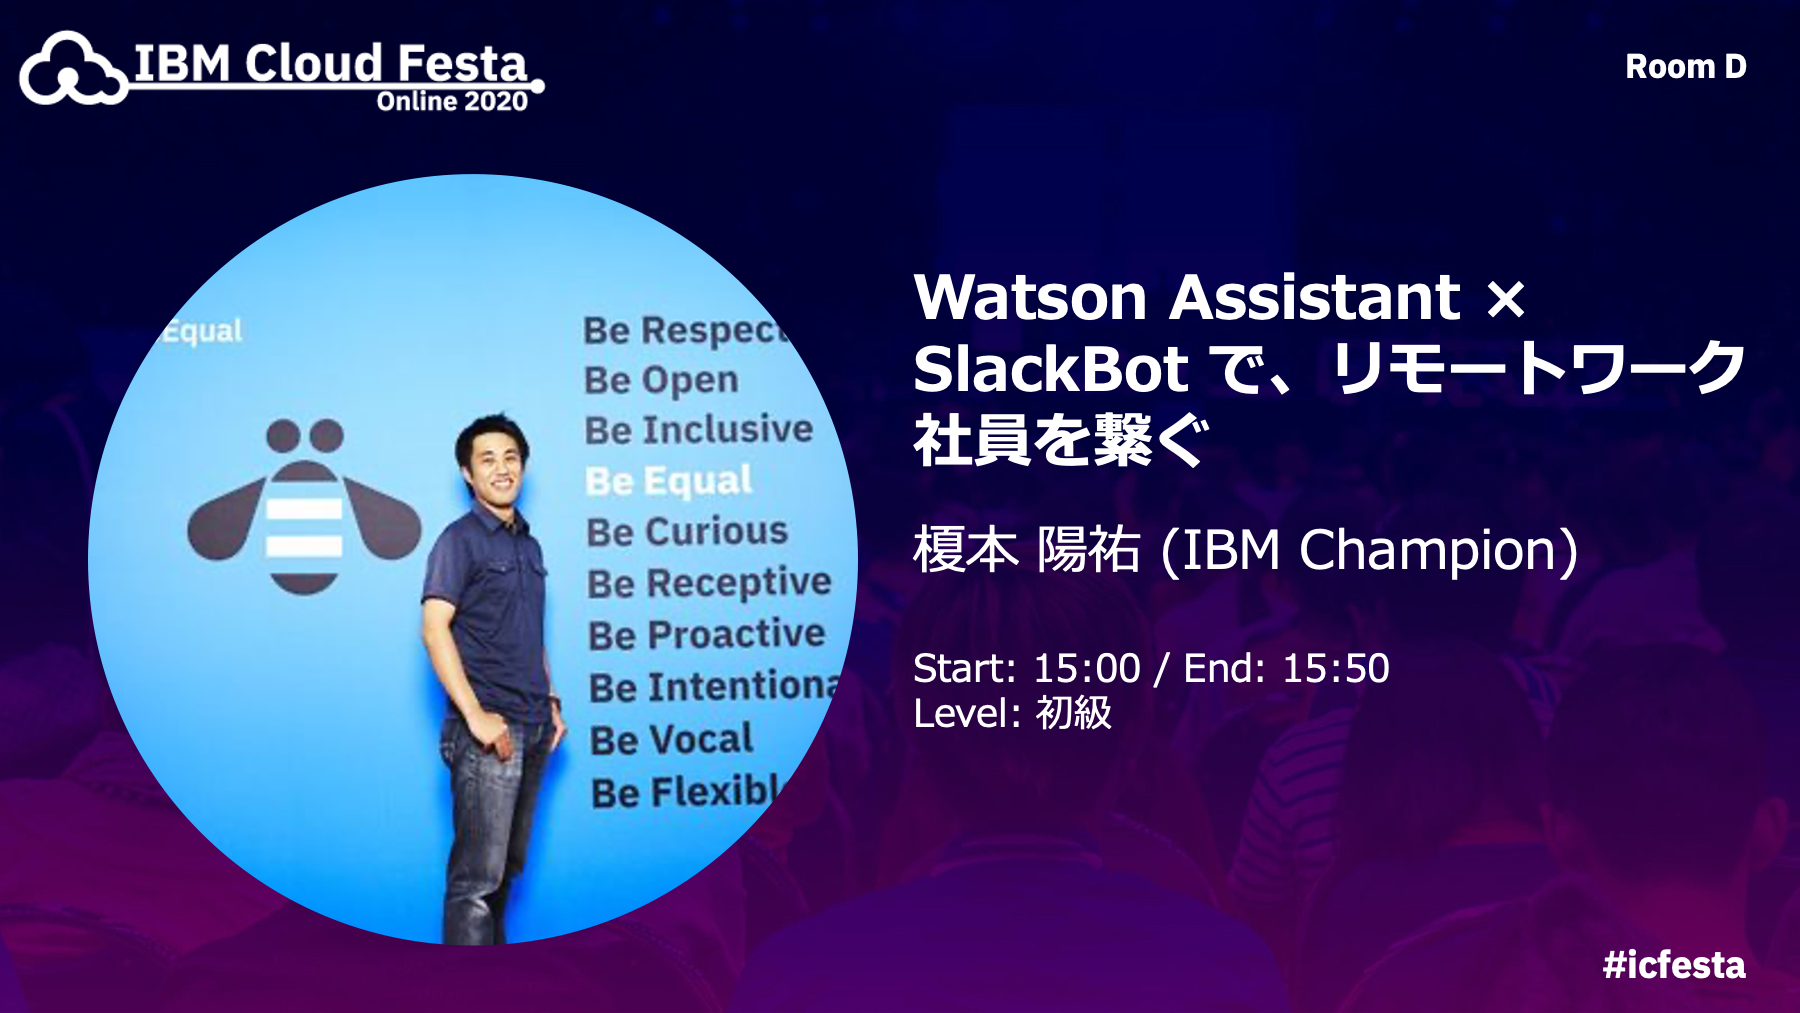 IBM Cloud Festa
Online 2020
Room D
Equal
Be Respect
Be Open
Be Inclusive
Be Equal
Be Curious
Be Receptive
Be Proactive
Be Intentiona
Be Vocal
Be Flexibl
Watson Assistant ×
SlackBot で、リモートワーク
社員を繋ぐ
榎本 陽祐 (IBM Champion)
Start: 15:00 / End: 15:50
Level: 初級
#icfesta